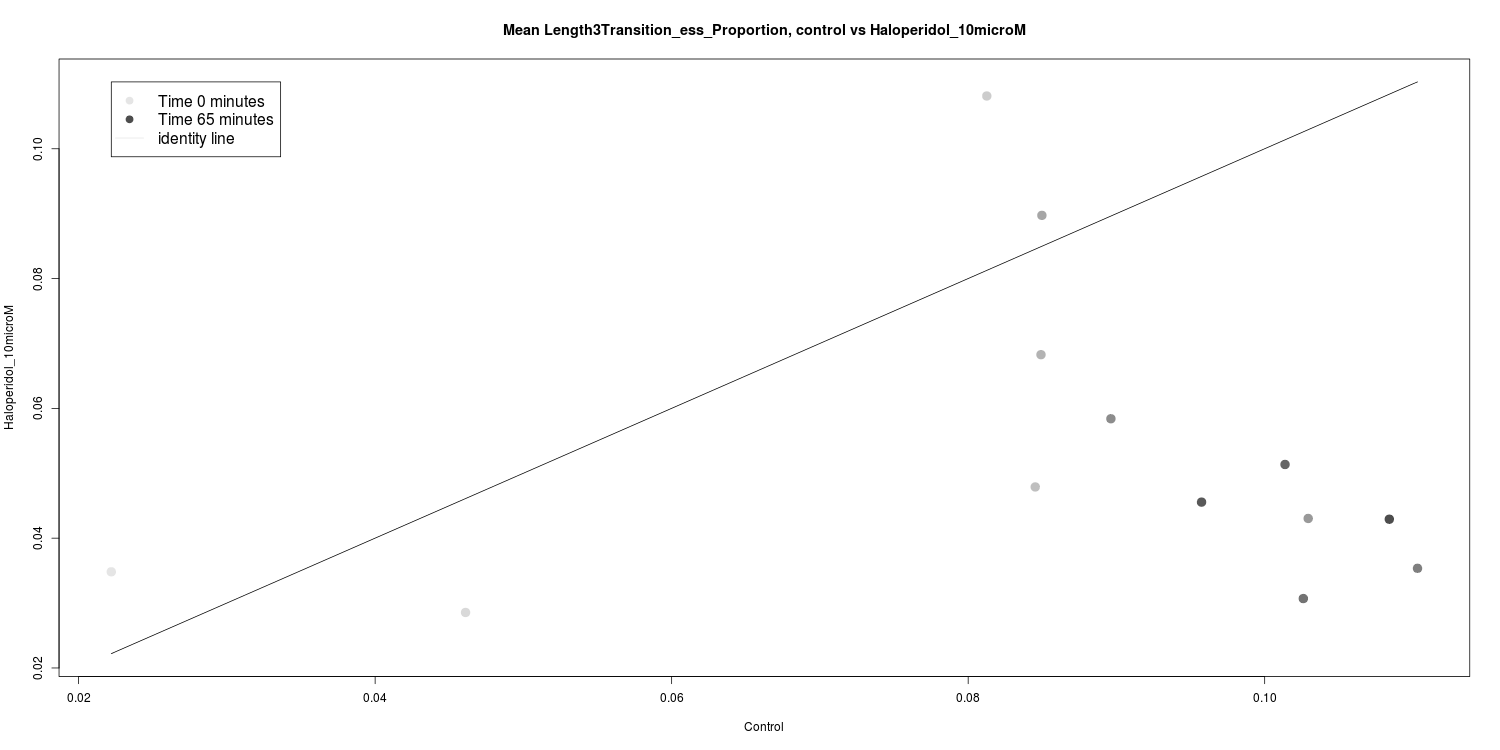 Mean Length3Transition_ess_Proportion, control vs Haloperidol_10microM
Time 0 minutes
Time 65 minutes
identity line
Haloperidol_10microM
0.10
0.08
0.06
0.04
0.02
0.02 0.04 0.06 0.08 0.10
Control